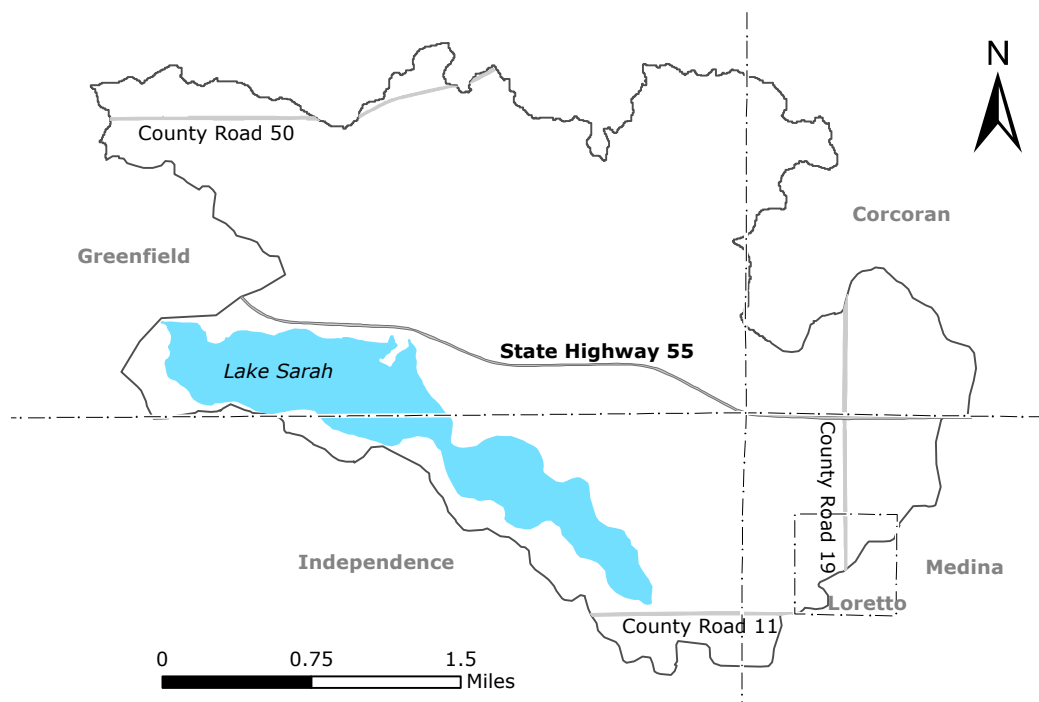 N
County Road 50
Corcoran
Greenfield
State Highway 55
Lake Sarah
County Road 19
Independence
Medina
Loretto
County Road 11
0 0.75 1.5
Miles